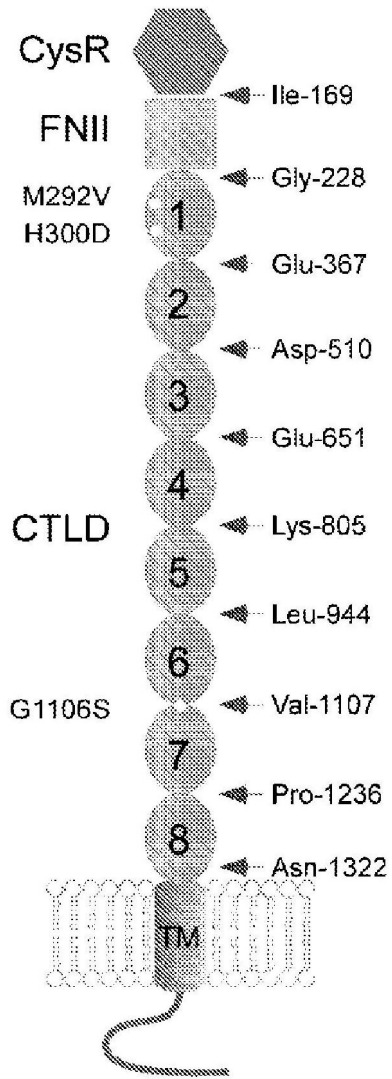 CysR
Ile-169
FNII
Gly-228
M292V
1
H300D
Glu-367
2
Asp-510
3
Glu-651
4
CTLD
Lys-805
5
Leu-944
6
G1106S
Val-1107
7
Pro-1236
8
Asn-1322
TM